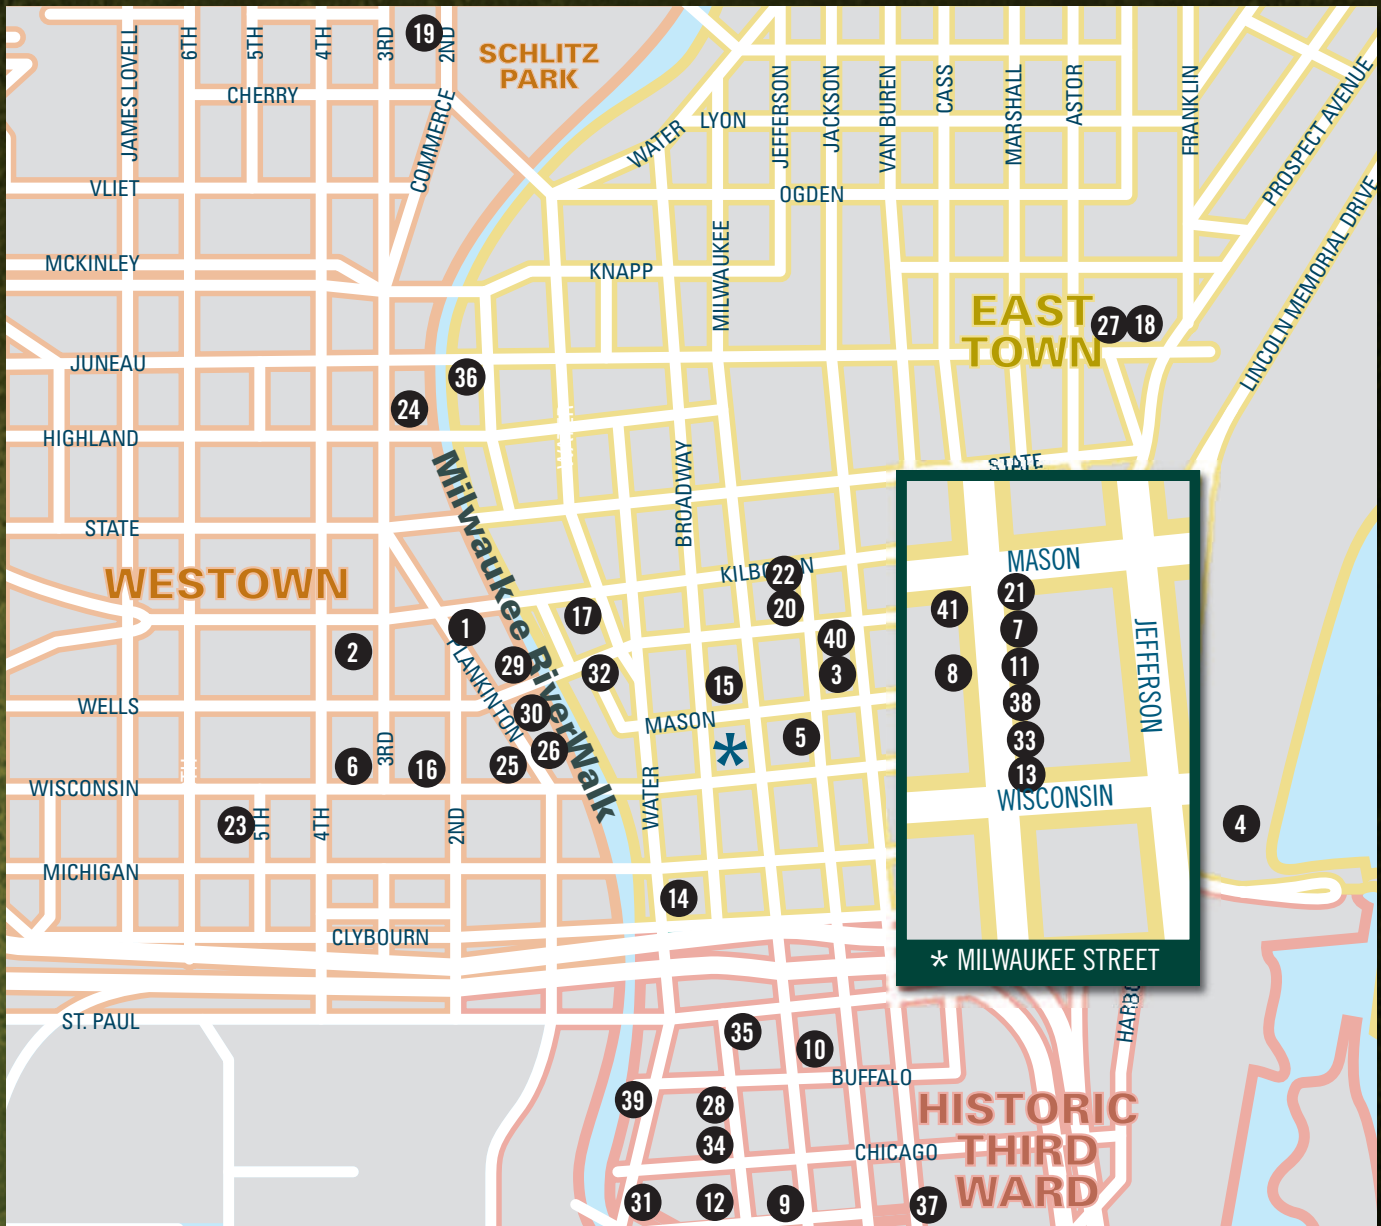 JAMES LOVELL
6TH
5TH
4TH
3RD
19
2ND
SCHLITZ
PARK
CHERRY
COMMERCE
WATER
LYON
JEFFERSON
JACKSON
VAN BUREN
CASS
MARSHALL
ASTOR
FRANKLIN
PROSPECT AVENUE
LINCOLN MEMORIAL DRIVE
VLIET
OGDEN
MCKINLEY
KNAPP
MILWAUKEE
EAST
TOWN
27
18
JUNEAU
36
24
HIGHLAND
BROADWAY
STATE
STATE
Milwaukee RiverWalk
WESTOWN
22
20
17
1
2
29
PLANKINTON
32
40
3
15
WELLS
30
MASON
*
5
26
25
3RD
6
16
WISCONSIN
WATER
23
5TH
4TH
2ND
MICHIGAN
14
CLYBOURN
ST. PAUL
MASON
21
41
7
8
11
38
33
13
WISCONSIN
JEFFERSON
* MILWAUKEE STREET
4
35
10
BUFFALO
39
28
34
CHICAGO
HISTORIC
THIRD
WARD
31
12
9
37